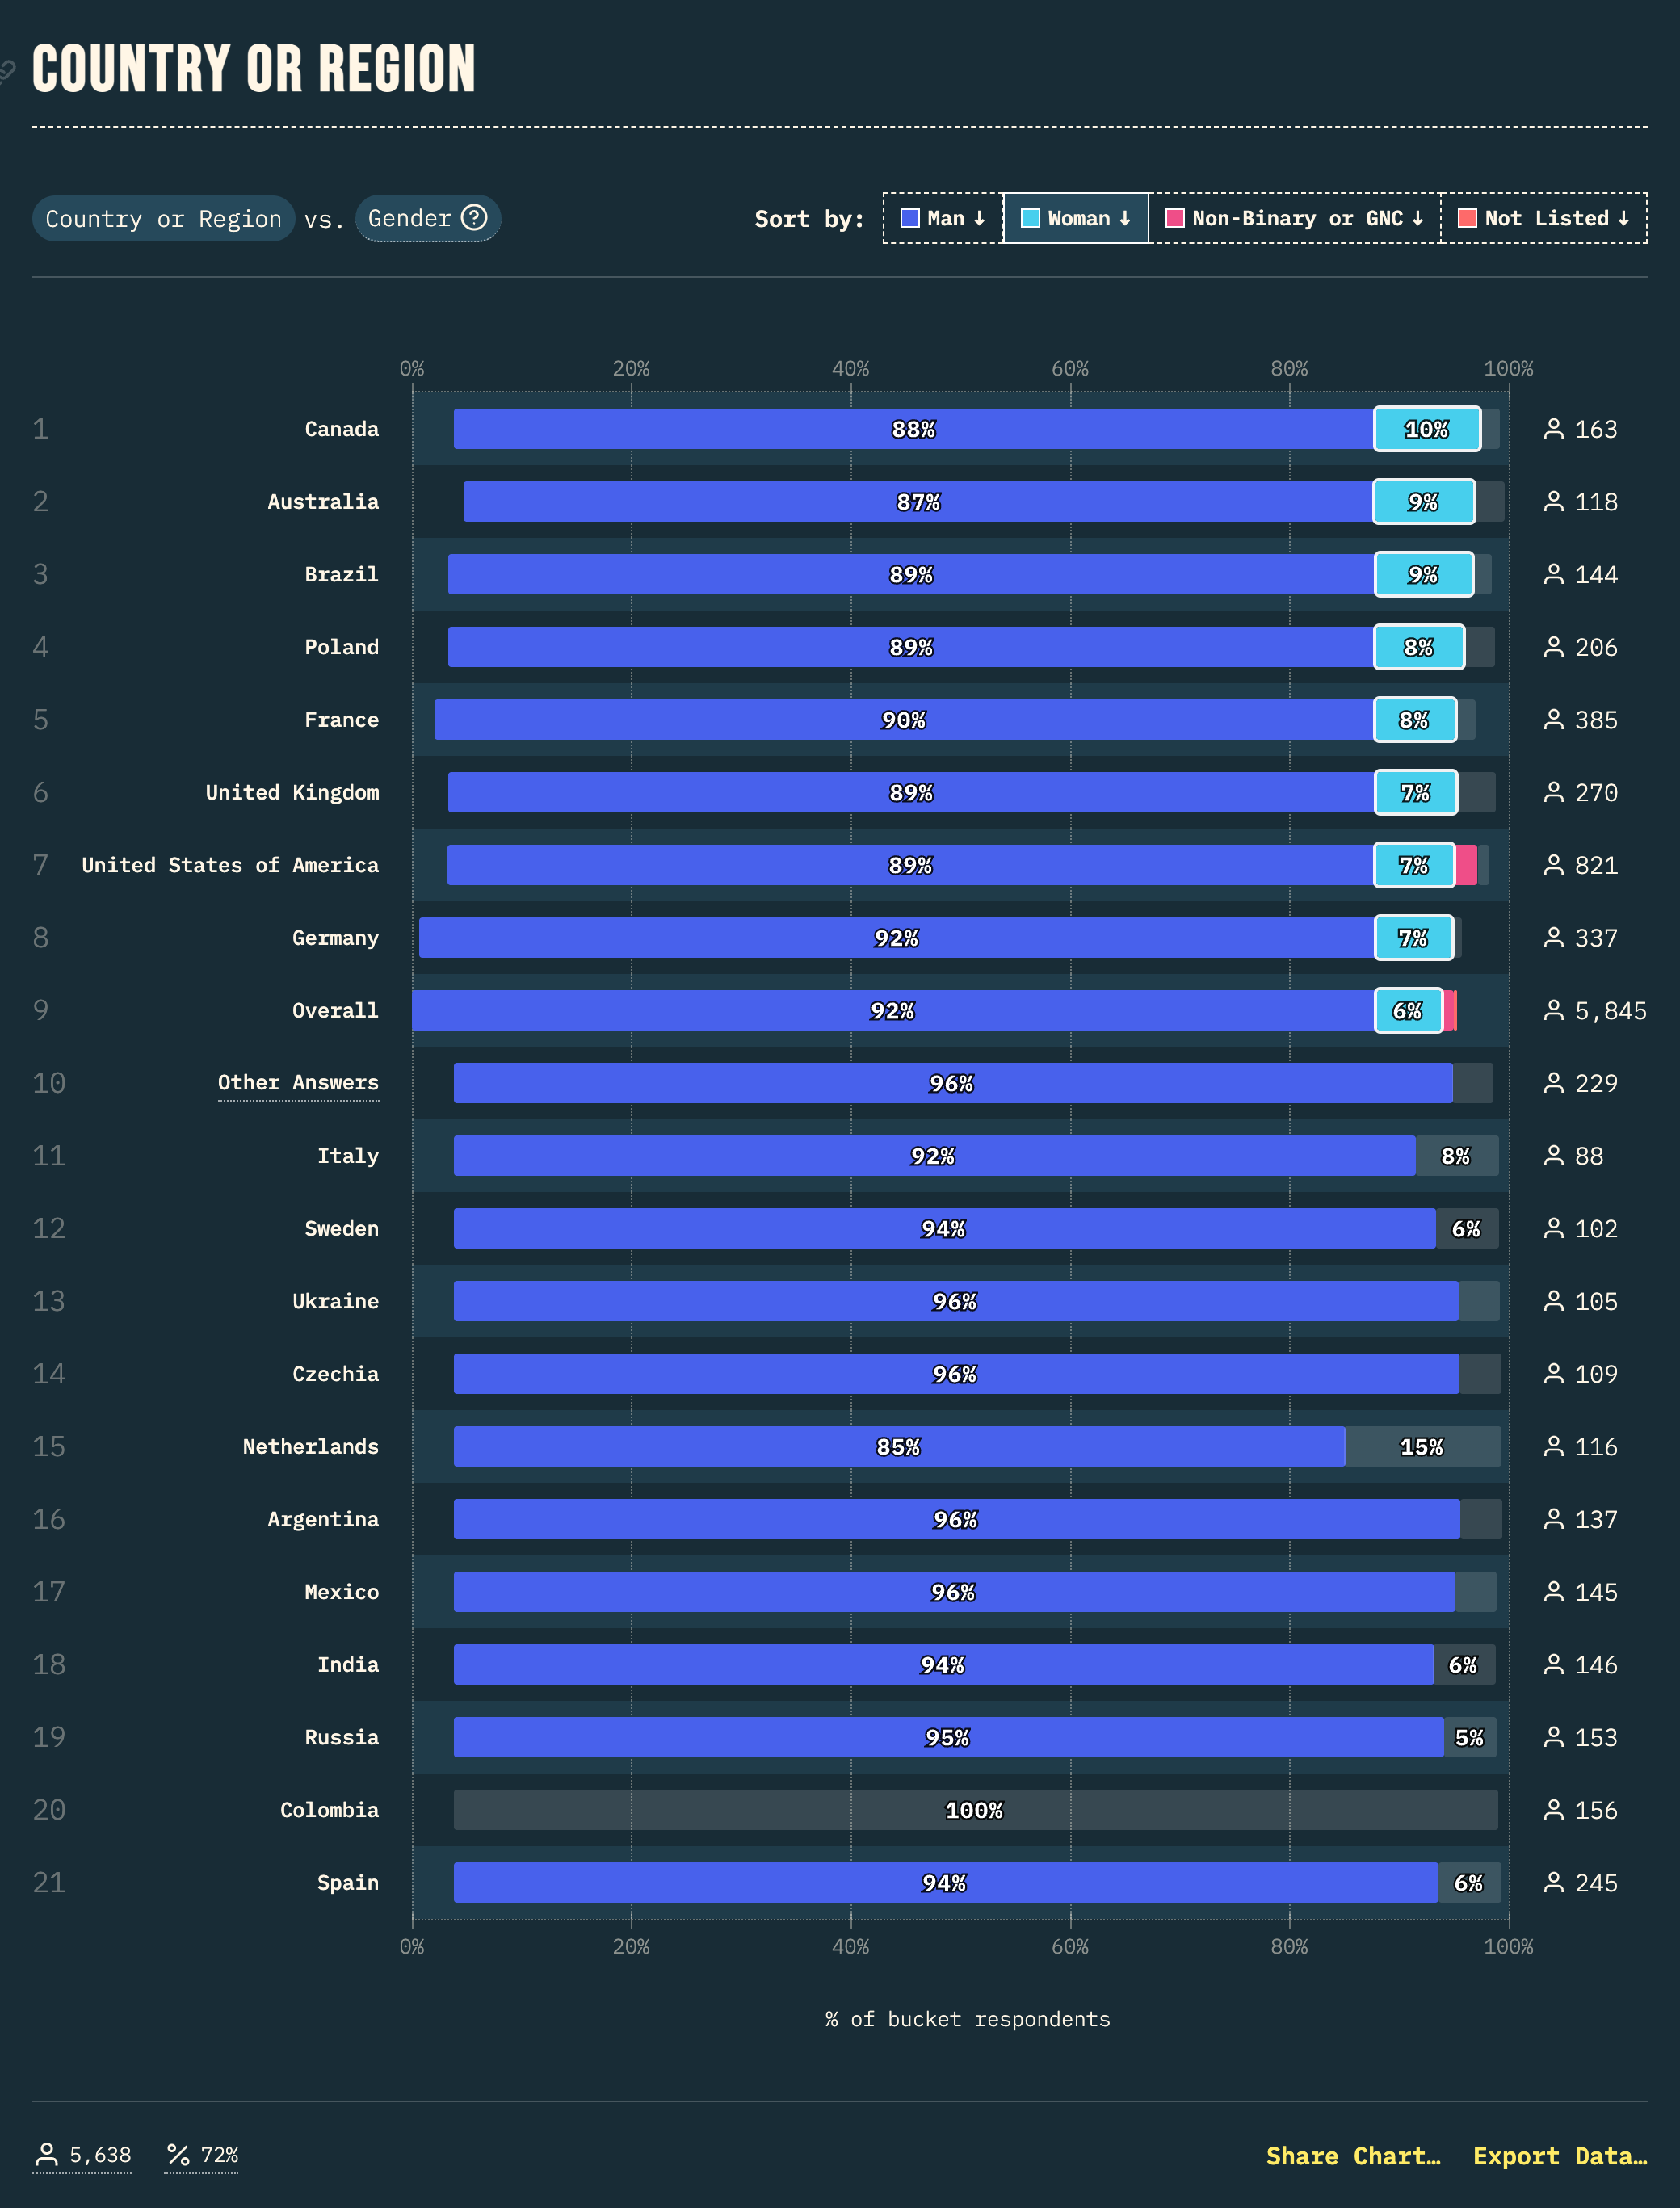 COUNTRY OR REGION
Country or Region vs. Gender ? Sort by: Man ↓ Woman ↓ Non-Binary or GNC ↓ Not Listed ↓
0% 20% 40% 60% 80% 100%
1 Canada 88% 10% 163
2 Australia 87% 9% 118
3 Brazil 89% 9% 144
4 Poland 89% 8% 206
5 France 90% 8% 385
6 United Kingdom 89% 7% 270
7 United States of America 89% 7% 821
8 Germany 92% 7% 337
9 Overall 92% 6% 5,845
10 Other Answers 96% 229
11 Italy 92% 8% 88
12 Sweden 94% 6% 102
13 Ukraine 96% 105
14 Czechia 96% 109
15 Netherlands 85% 15% 116
16 Argentina 96% 137
17 Mexico 96% 145
18 India 94% 6% 146
19 Russia 95% 5% 153
20 Colombia 100% 156
21 Spain 94% 6% 245
0% 20% 40% 60% 80% 100%
% of bucket respondents
5,638 % 72% Share Chart… Export Data…